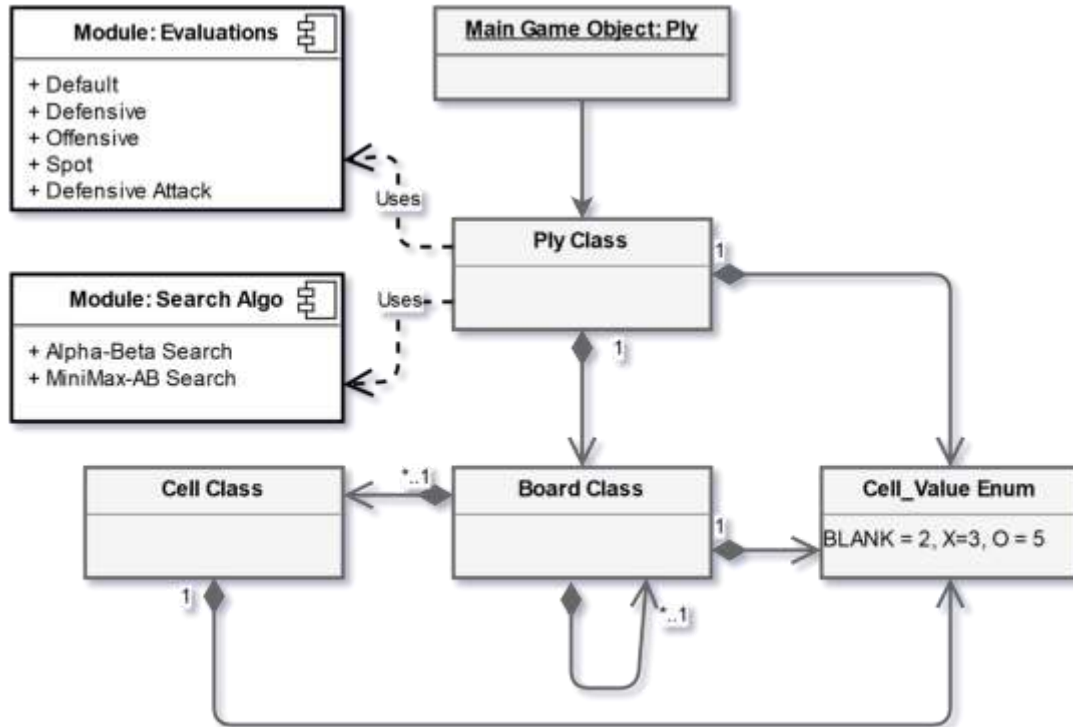 Module: Evaluations
+ Default
+ Defensive
+ Offensive
+ Spot
+ Defensive Attack
Main Game Object: Ply
Uses
Ply Class
1
1
Module: Search Algo
+ Alpha-Beta Search
+ MiniMax-AB Search
Uses
Cell Class
1
*..1
Board Class
1
*..1
Cell_Value Enum
BLANK = 2, X=3, O = 5